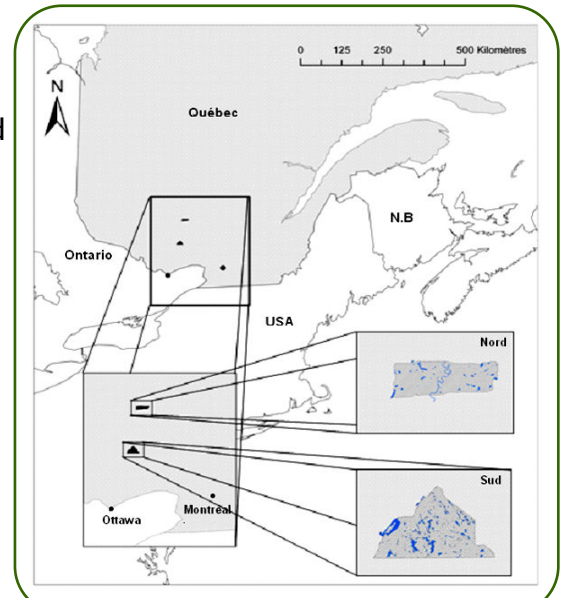 0 125 250 500 Kilomètres
N
Québec
N.B
Ontario
USA
Nord
Sud
Ottawa
Montréal